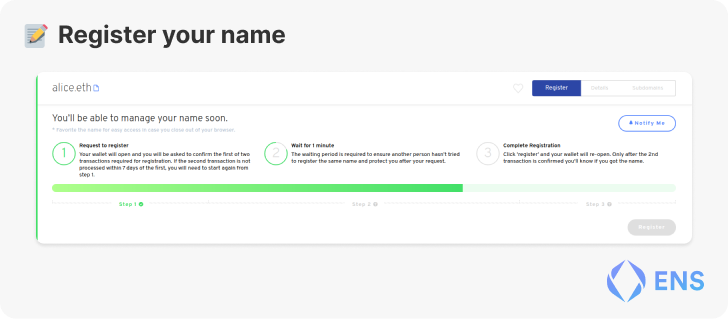 Register your name
alice.eth
Register
Details
Subdomains
You'll be able to manage your name soon.
* Favorite the name for easy access in case you close out of your browser.
Notify Me
1
Request to register
Your wallet will open and you will be asked to confirm the first of two
transactions required for registration. If the second transaction is not
processed within 7 days of the first, you will need to start again from
step 1.
2
Wait for 1 minute
The waiting period is required to ensure another person hasn't tried
to register the same name and protect you after your request.
3
Complete Registration
Click 'register' and your wallet will re-open. Only after the 2nd
transaction is confirmed you'll know if you got the name.
Step 1
Step 2
Step 3
Register
ENS